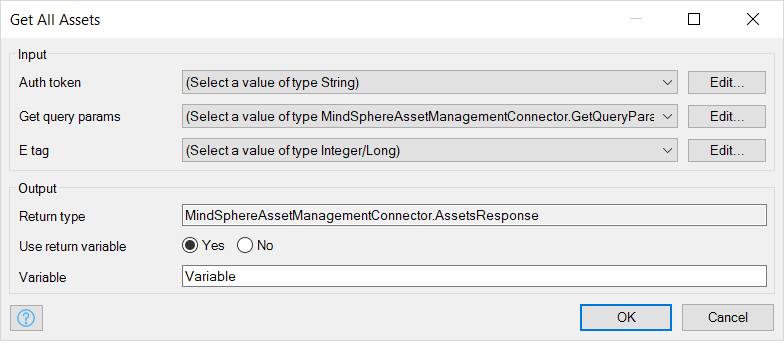 Get All Assets
Input
Auth token (Select a value of type String) Edit...
Get query params (Select a value of type MindSphereAssetManagementConnector.GetQueryPara Edit...
E tag (Select a value of type Integer/Long) Edit...
Output
Return type MindSphereAssetManagementConnector.AssetsResponse
Use return variable Yes No
Variable Variable
? OK Cancel